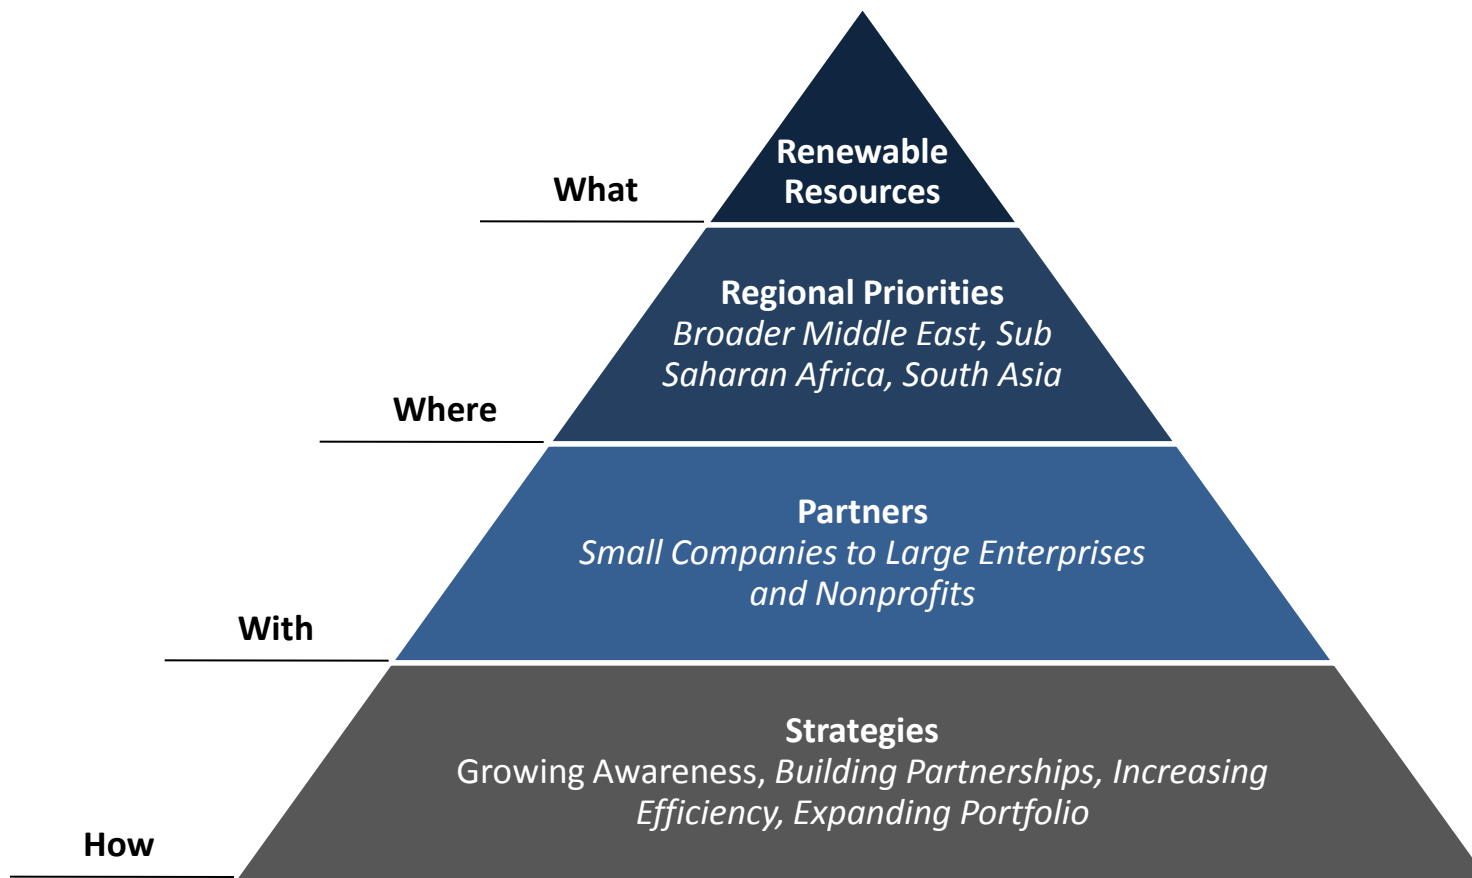 Renewable
Resources
What
Regional Priorities
Broader Middle East, Sub
Saharan Africa, South Asia
Where
Partners
Small Companies to Large Enterprises
and Nonprofits
With
Strategies
Growing Awareness, Building Partnerships, Increasing
Efficiency, Expanding Portfolio
How